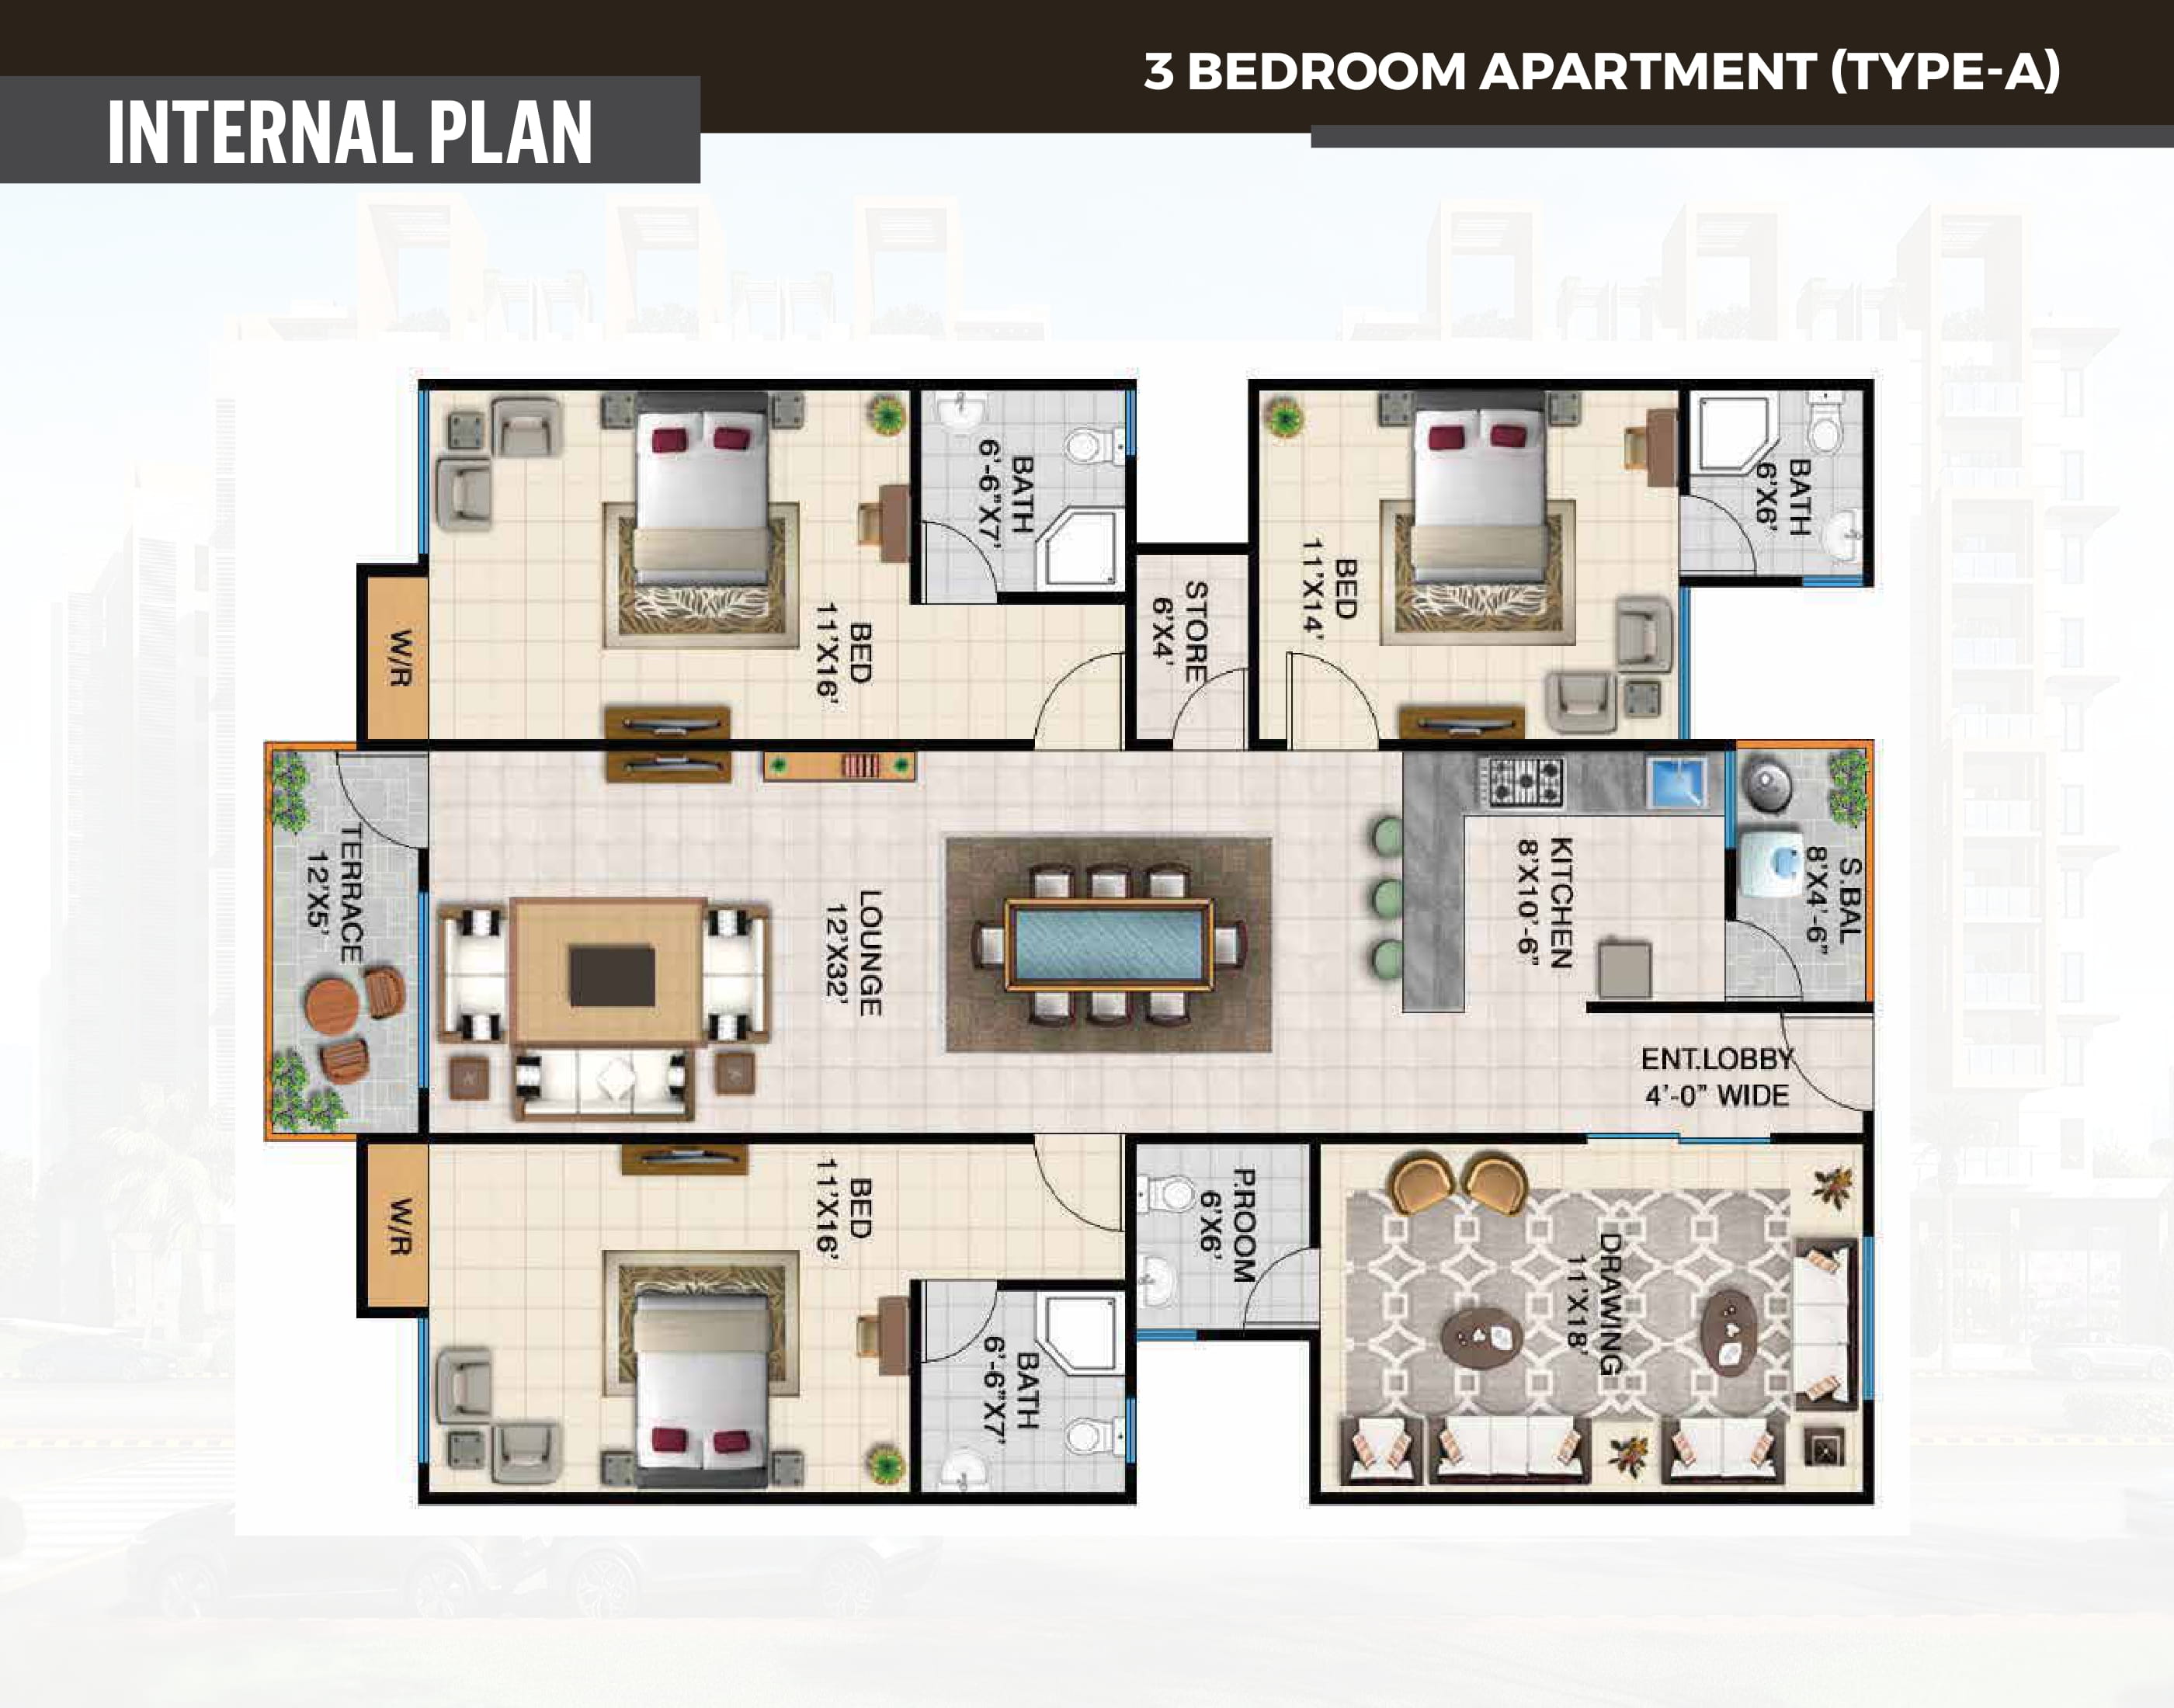 3 BEDROOM APARTMENT (TYPE-A)
INTERNAL PLAN
BATH
6'-6"X7'
BATH
6'X6'
BED
11'X14'
STORE
6'X4'
BED
11'X16'
W/R
TERRACE
12'X5'
LOUNGE
12'X32'
KITCHEN
8'X10'-6"
S.BAL
8'X4'-6"
ENT.LOBBY
4'-0" WIDE
W/R
BED
11'X16'
P.ROOM
6'X6'
DRAWING
11'X18'
BATH
6'-6"X7'